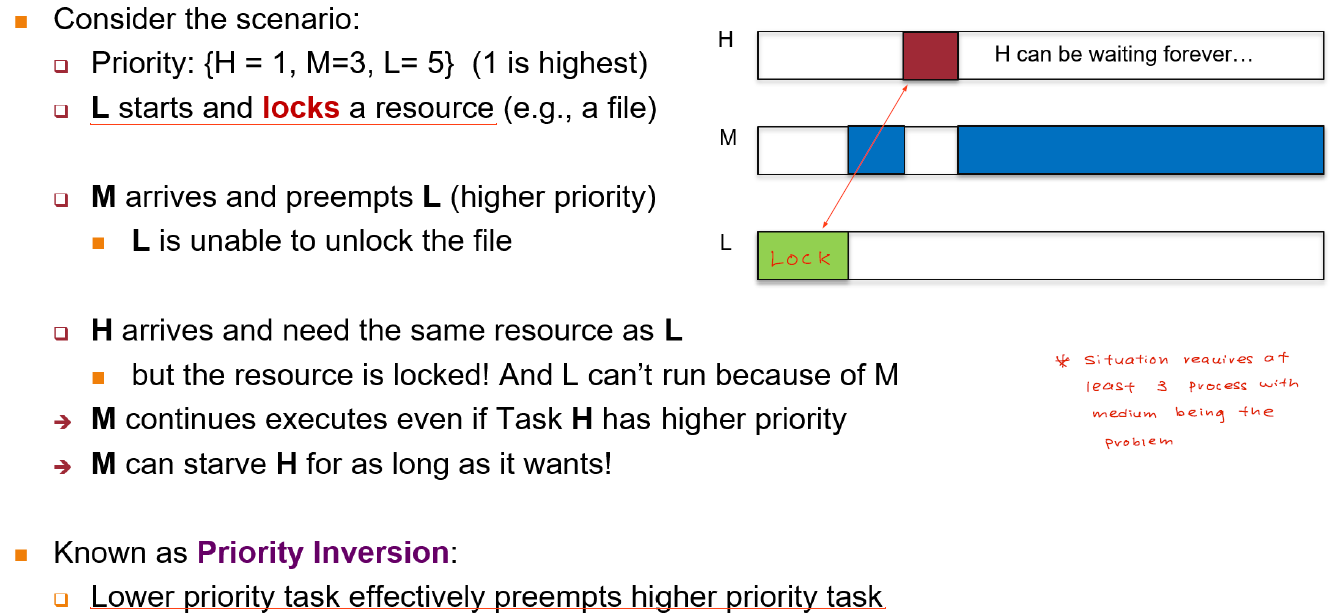 Consider the scenario:
Priority: {H = 1, M=3, L= 5} (1 is highest)
L starts and locks a resource (e.g., a file)
M arrives and preempts L (higher priority)
L is unable to unlock the file
H arrives and need the same resource as L
but the resource is locked! And L can’t run because of M
M continues executes even if Task H has higher priority
M can starve H for as long as it wants!
Known as Priority Inversion:
Lower priority task effectively preempts higher priority task
H
H can be waiting forever…
M
L
Lock
* Situation requires at
least 3 process with
medium being the
problem